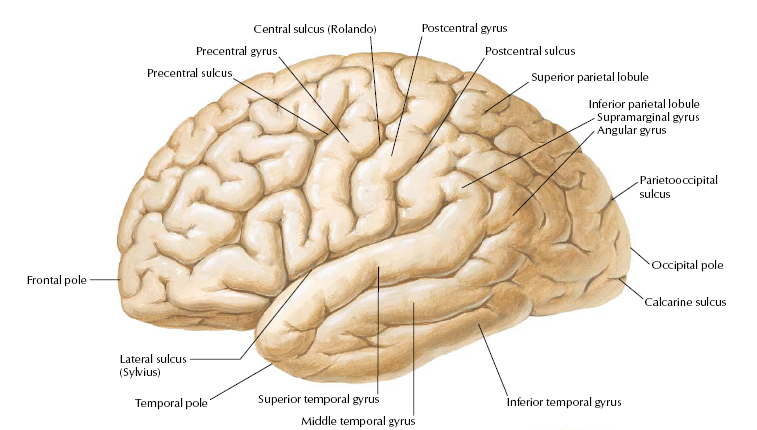 Central sulcus (Rolando)
Postcentral gyrus
Precentral gyrus
Postcentral sulcus
Precentral sulcus
Superior parietal lobule
Inferior parietal lobule
Supramarginal gyrus
Angular gyrus
Parietooccipital
sulcus
Occipital pole
Frontal pole
Calcarine sulcus
Lateral sulcus
(Sylvius)
Temporal pole
Superior temporal gyrus
Inferior temporal gyrus
Middle temporal gyrus